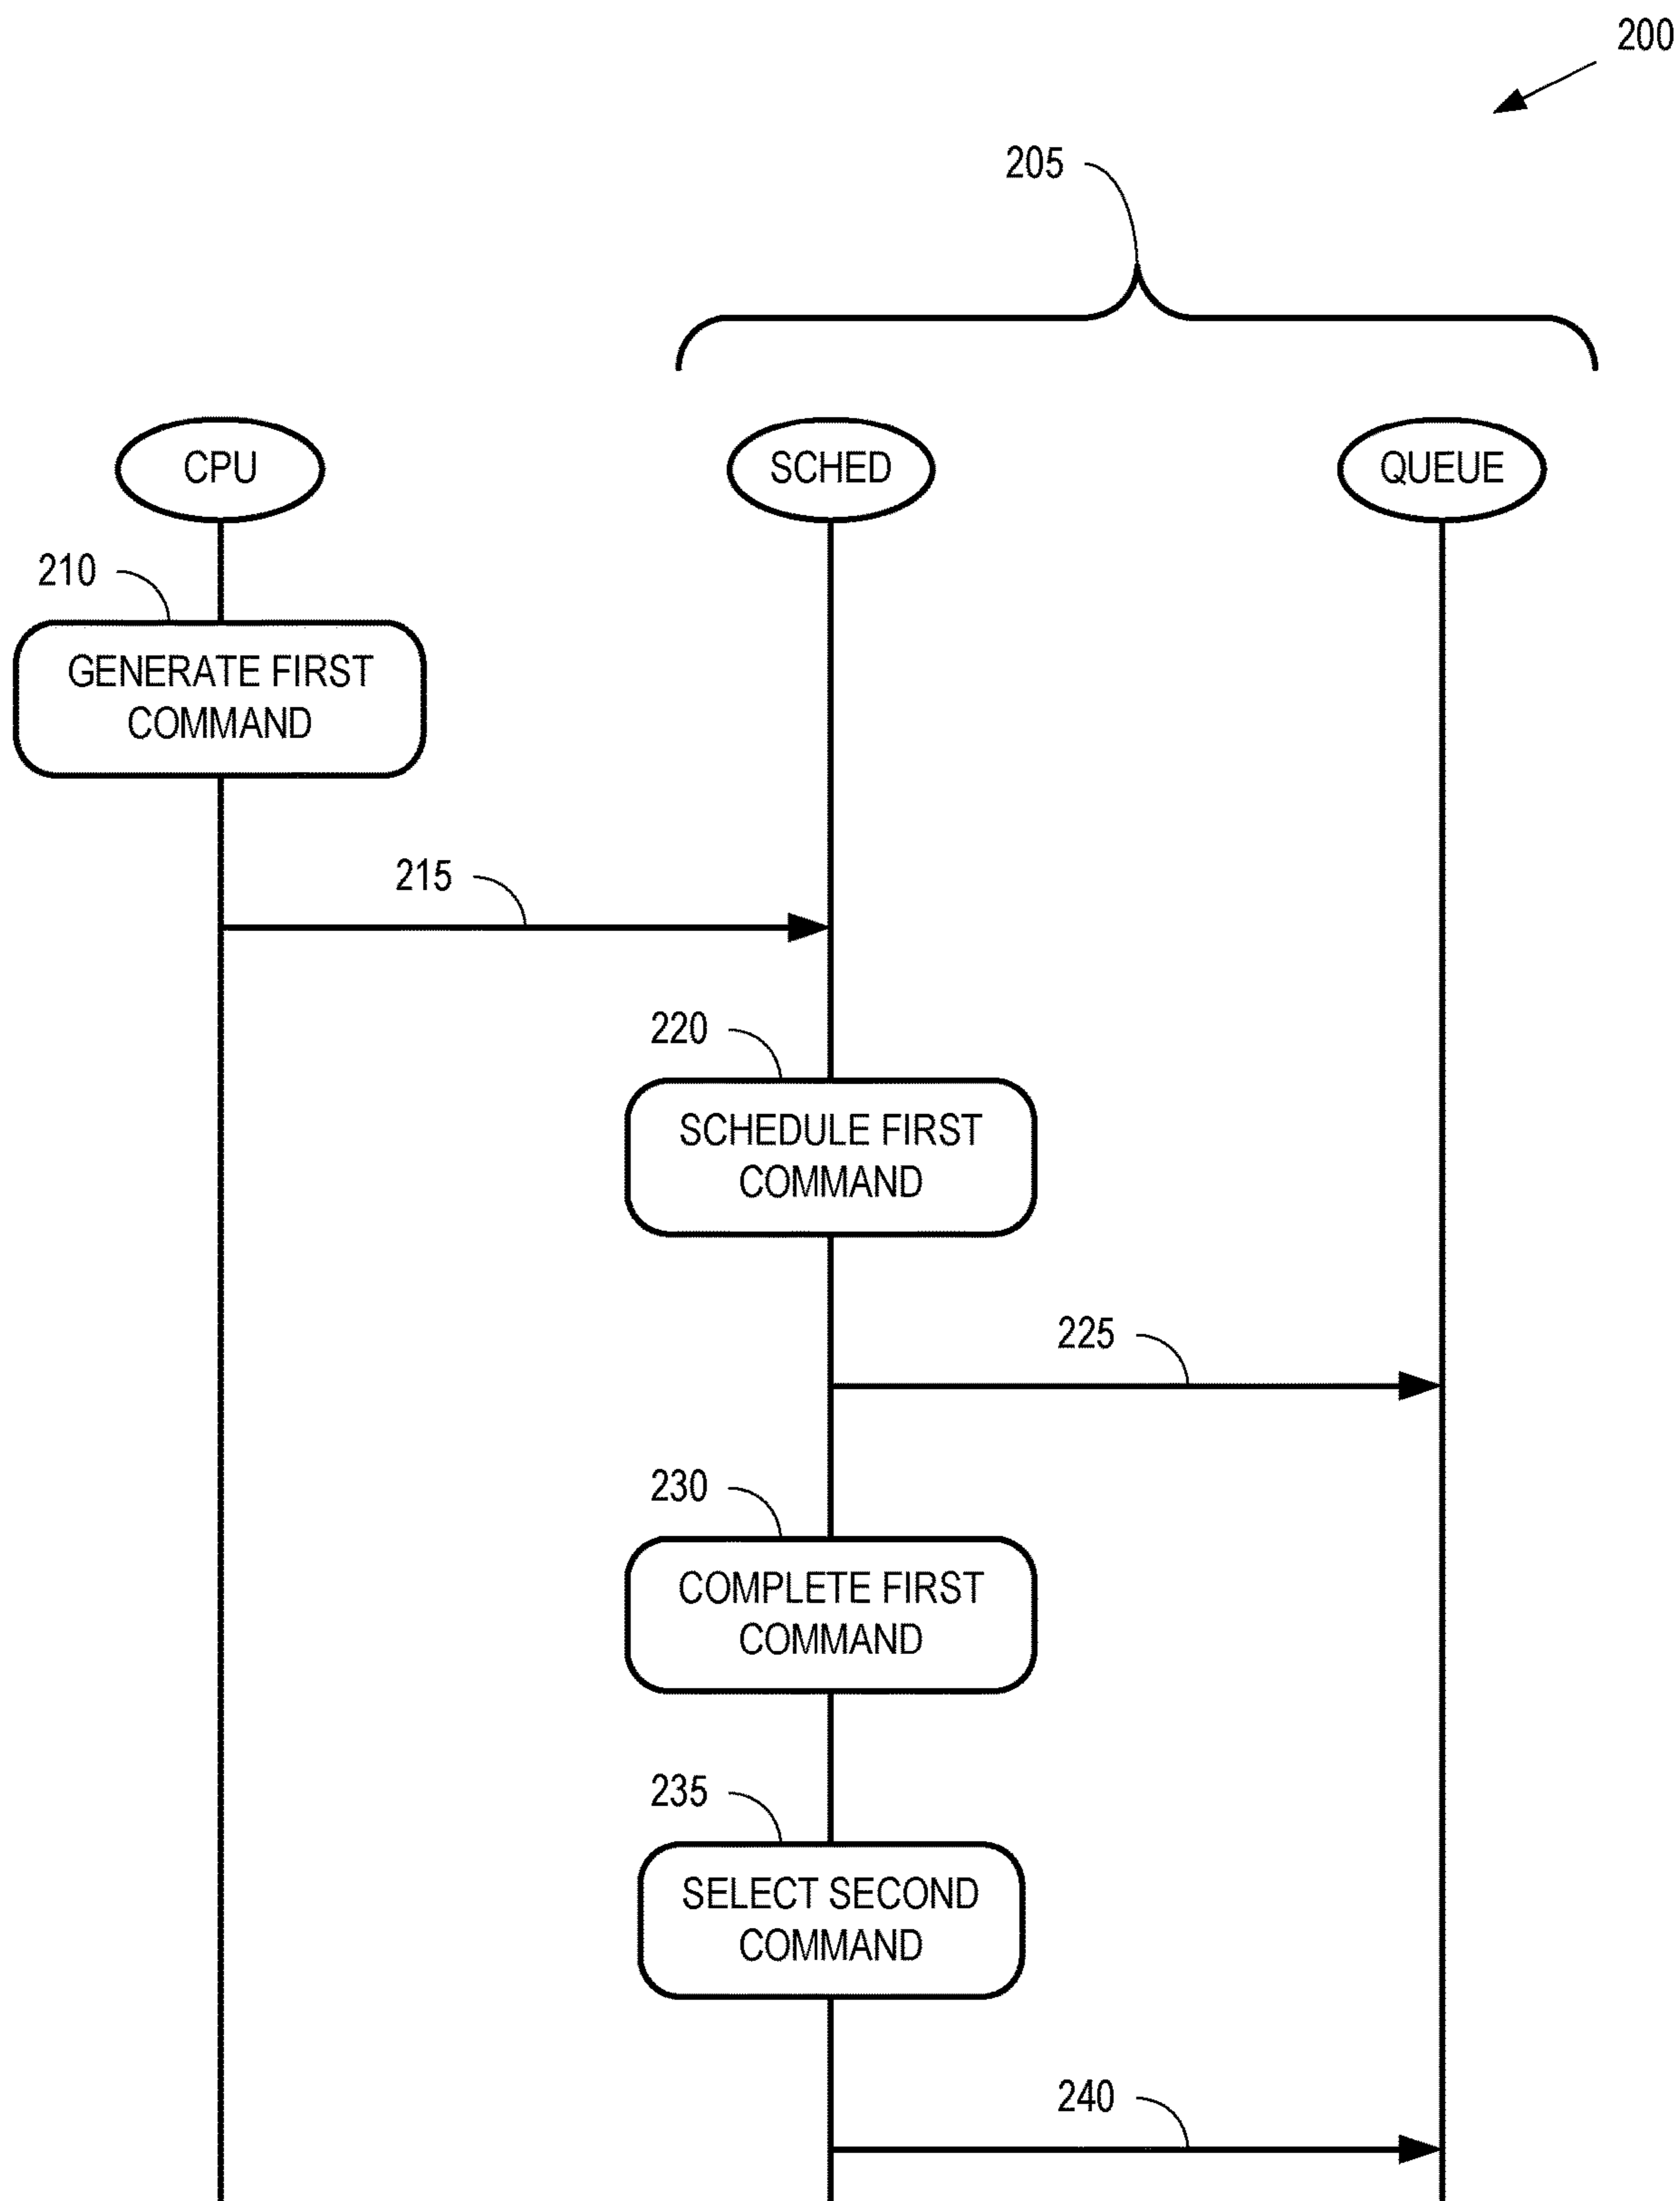 200
205
CPU
SCHED
QUEUE
210
GENERATE FIRST
COMMAND
215
220
SCHEDULE FIRST
COMMAND
225
230
COMPLETE FIRST
COMMAND
235
SELECT SECOND
COMMAND
240